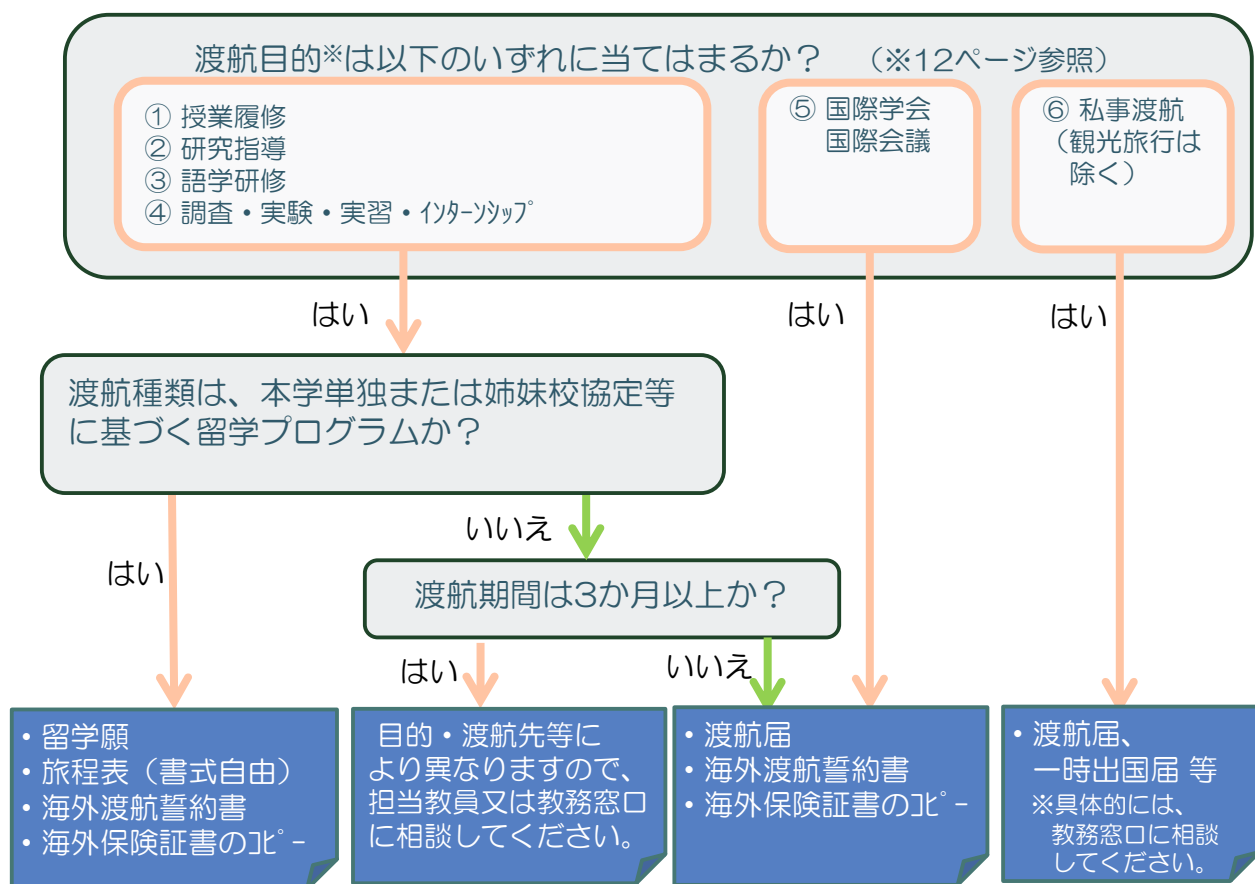 渡航目的※は以下のいずれに当てはまるか？ （※12ページ参照）
① 授業履修
② 研究指導
③ 語学研修
④ 調査・実験・実習・ｲﾝﾀｰﾝｼｯﾌﾟ
⑤ 国際学会
国際会議
⑥ 私事渡航
（観光旅行は
除く）
はい
はい
はい
渡航種類は、本学単独または姉妹校協定等
に基づく留学プログラムか？
はい
いいえ
渡航期間は3か月以上か？
はい
いいえ
・留学願
・旅程表（書式自由）
・海外渡航誓約書
・海外保険証書のｺﾋﾟｰ
目的・渡航先等に
より異なりますので、
担当教員又は教務窓口
に相談してください。
・渡航届
・海外渡航誓約書
・海外保険証書のｺﾋﾟｰ
・渡航届、
一時出国届 等
※具体的には、
教務窓口に相談
してください。